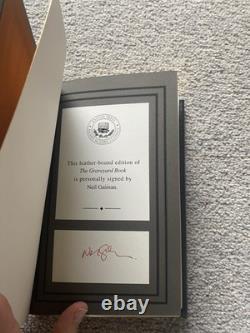 This leather-bound edition of
The Graveyard Book
is personally signed by
Neil Gaiman.